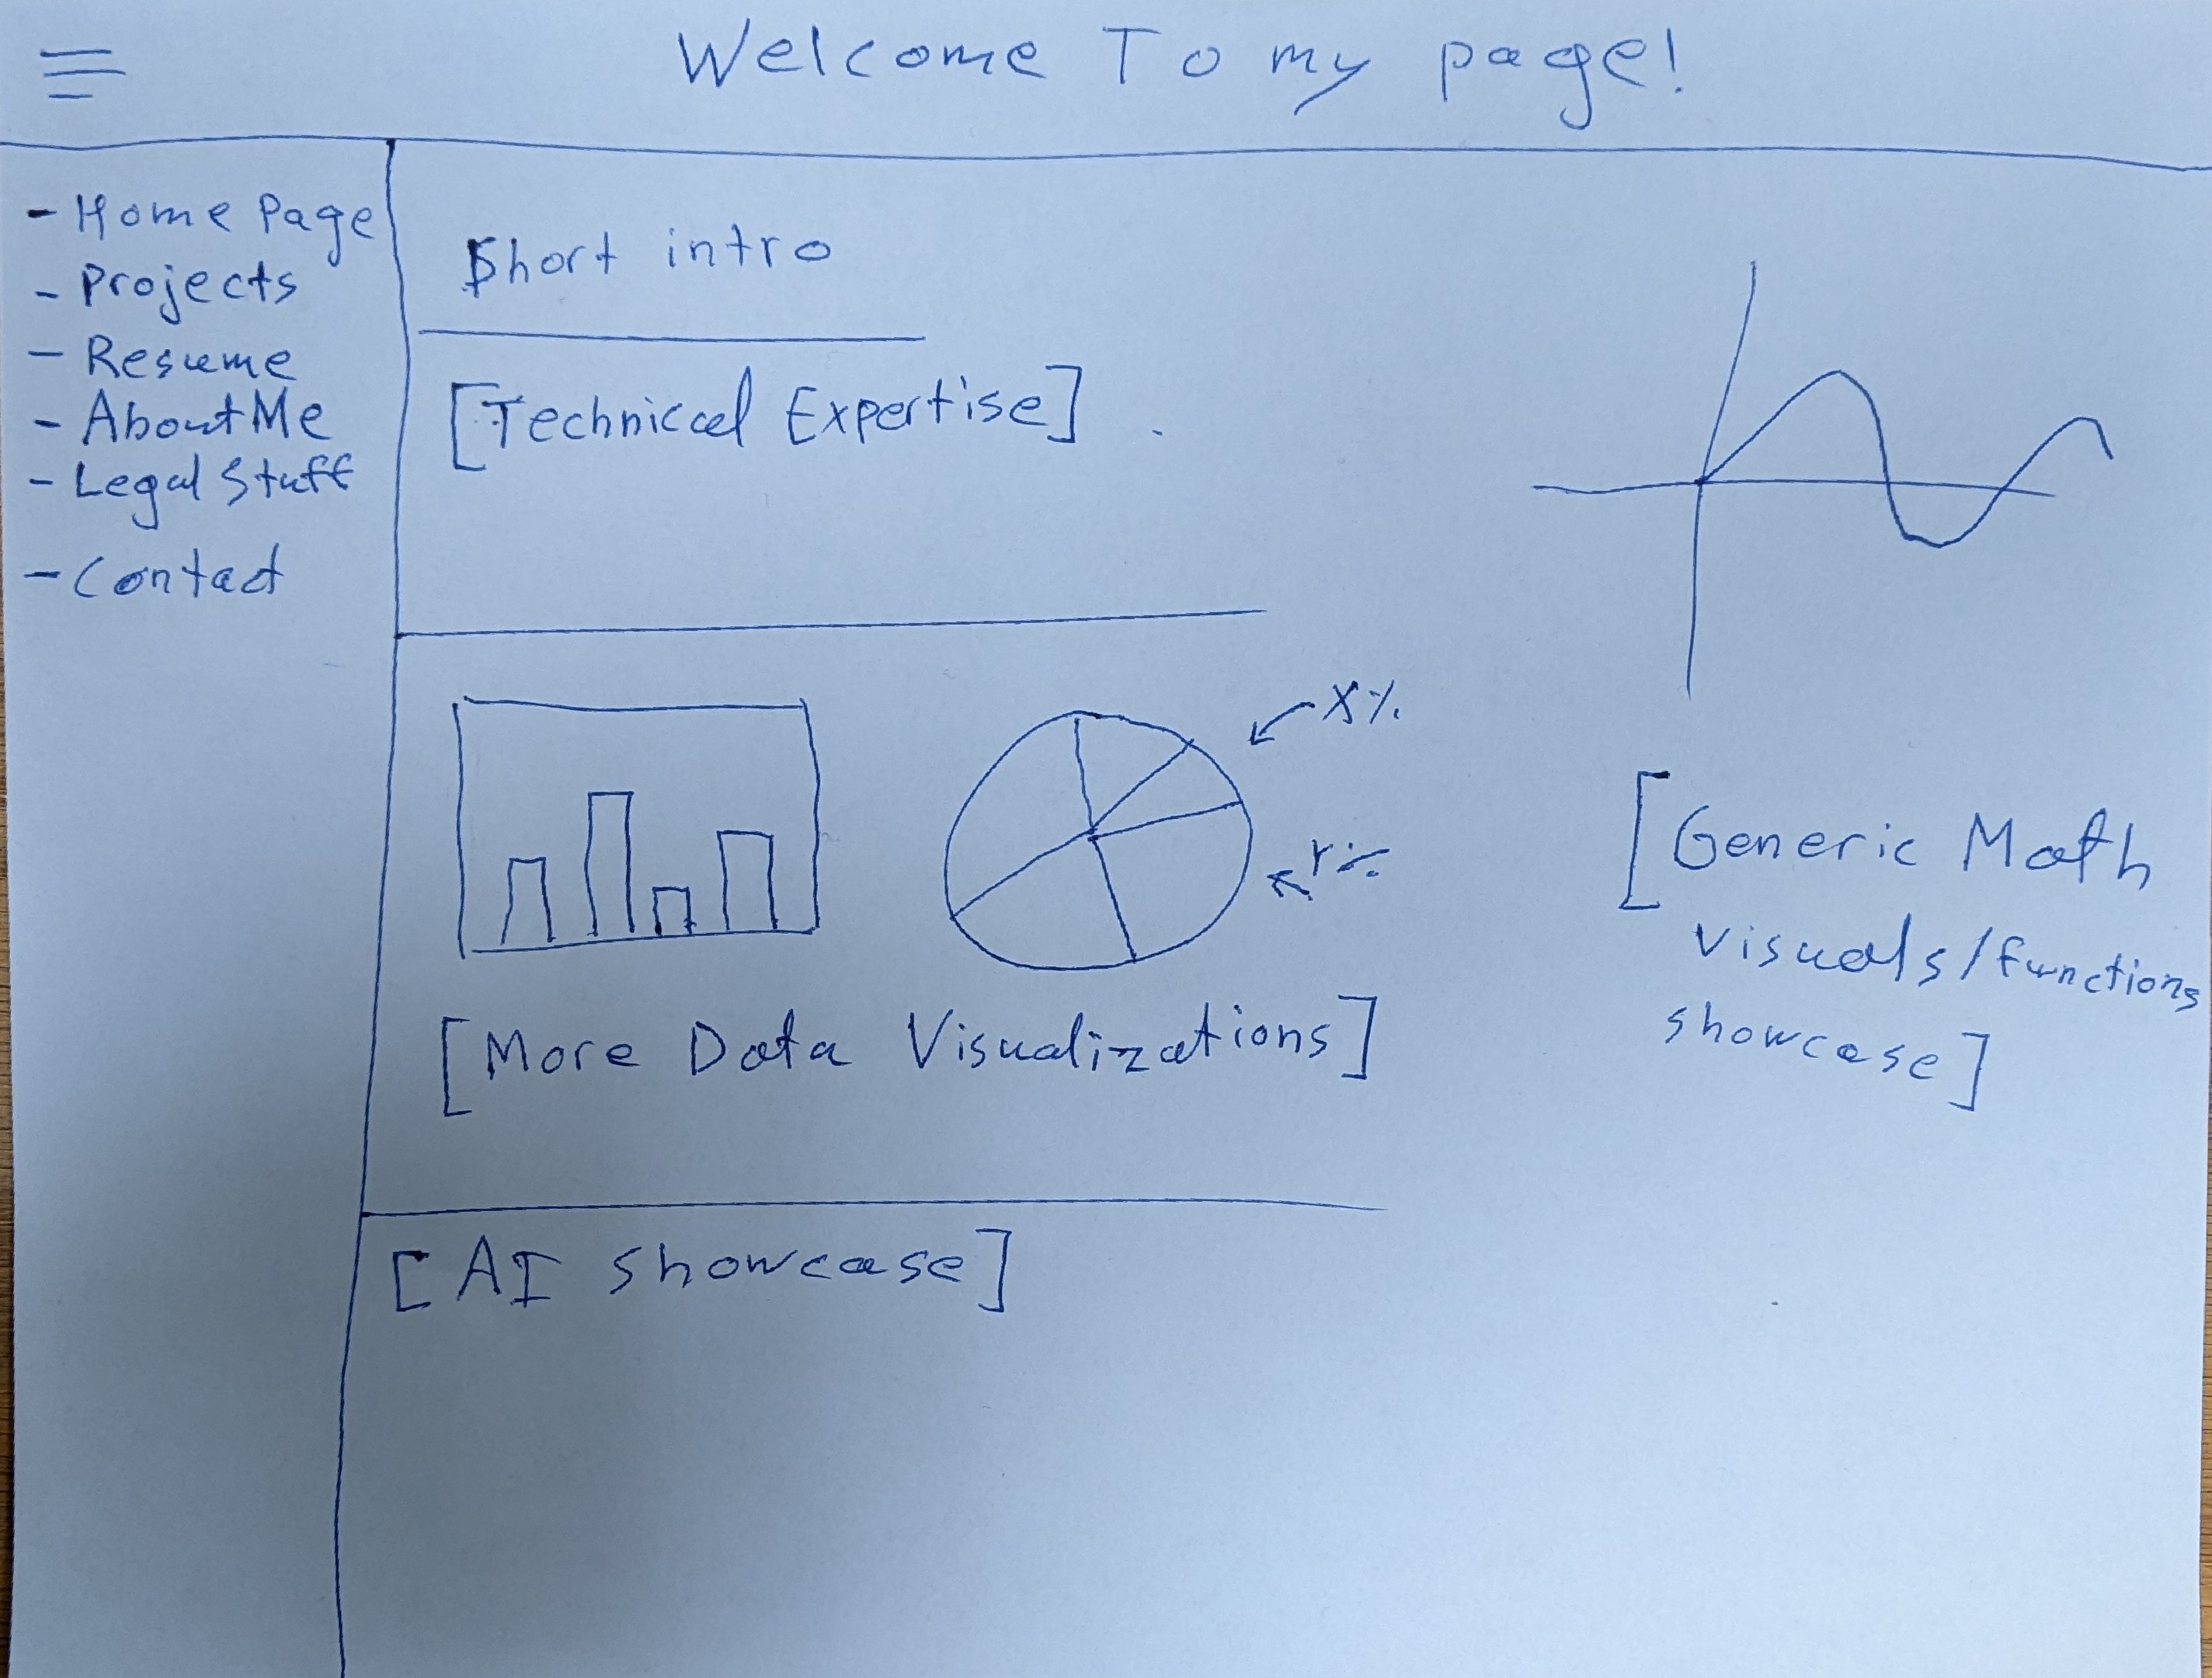 Welcome To my page!
- Home Page
- Projects
- Resume
- About Me
- Legal Stuff
- Contact
Short intro
[Technical Expertise]
X%
Y%
[More Data Visualizations]
[Generic Math
visuals/functions
showcase]
[AI showcase]